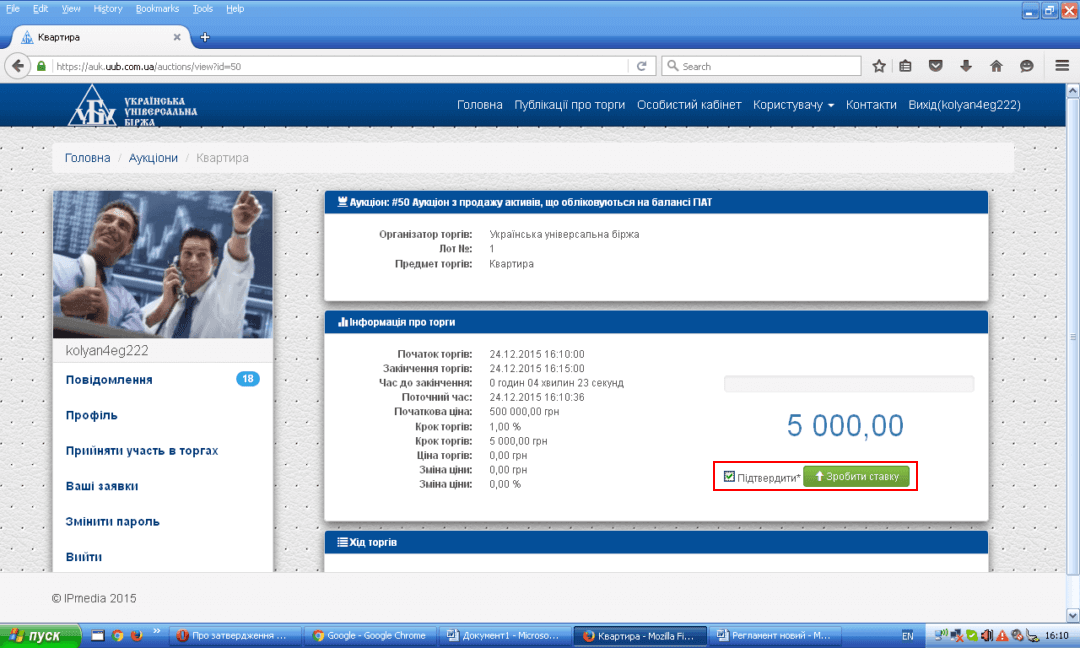 File Edit View History Bookmarks Tools Help
Квартира
https://auk.uub.com.ua/auctions/view?id=50
Search
УКРАЇНСЬКА
УНІВЕРСАЛЬНА
БІРЖА
УБХ
Головна Публікації про торги Особистий кабінет Користувачу Контакти Вихід(kolyan4eg222)
Головна / Аукціони / Квартира
Аукціон: #50 Аукціон з продажу активів, що обліковуються на балансі ПАТ
Організатор торгів: Українська універсальна біржа
Лот №: 1
Предмет торгів: Квартира
Інформація про торги
Початок торгів: 24.12.2015 16:10:00
Закінчення торгів: 24.12.2015 16:15:00
Час до закінчення: 0 годин 04 хвилин 23 секунд
Поточний час: 24.12.2015 16:10:36
Початкова ціна: 500 000,00 грн
Крок торгів: 1,00 %
Крок торгів: 5 000,00 грн
Ціна торгів: 0,00 грн
Зміна ціни: 0,00 грн
Зміна ціни: 0,00 %
5 000,00
Підтвердити* Зробити ставку
Хід торгів
kolyan4eg222
Повідомлення 18
Профіль
Прийняти участь в торгах
Ваші заявки
Змінити пароль
Вийти
© IPmedia 2015
пуск » Про затвердження ... Google - Google Chrome Документ1 - Microso... Квартира - Mozilla Fi... Регламент новий - M... EN 16:10